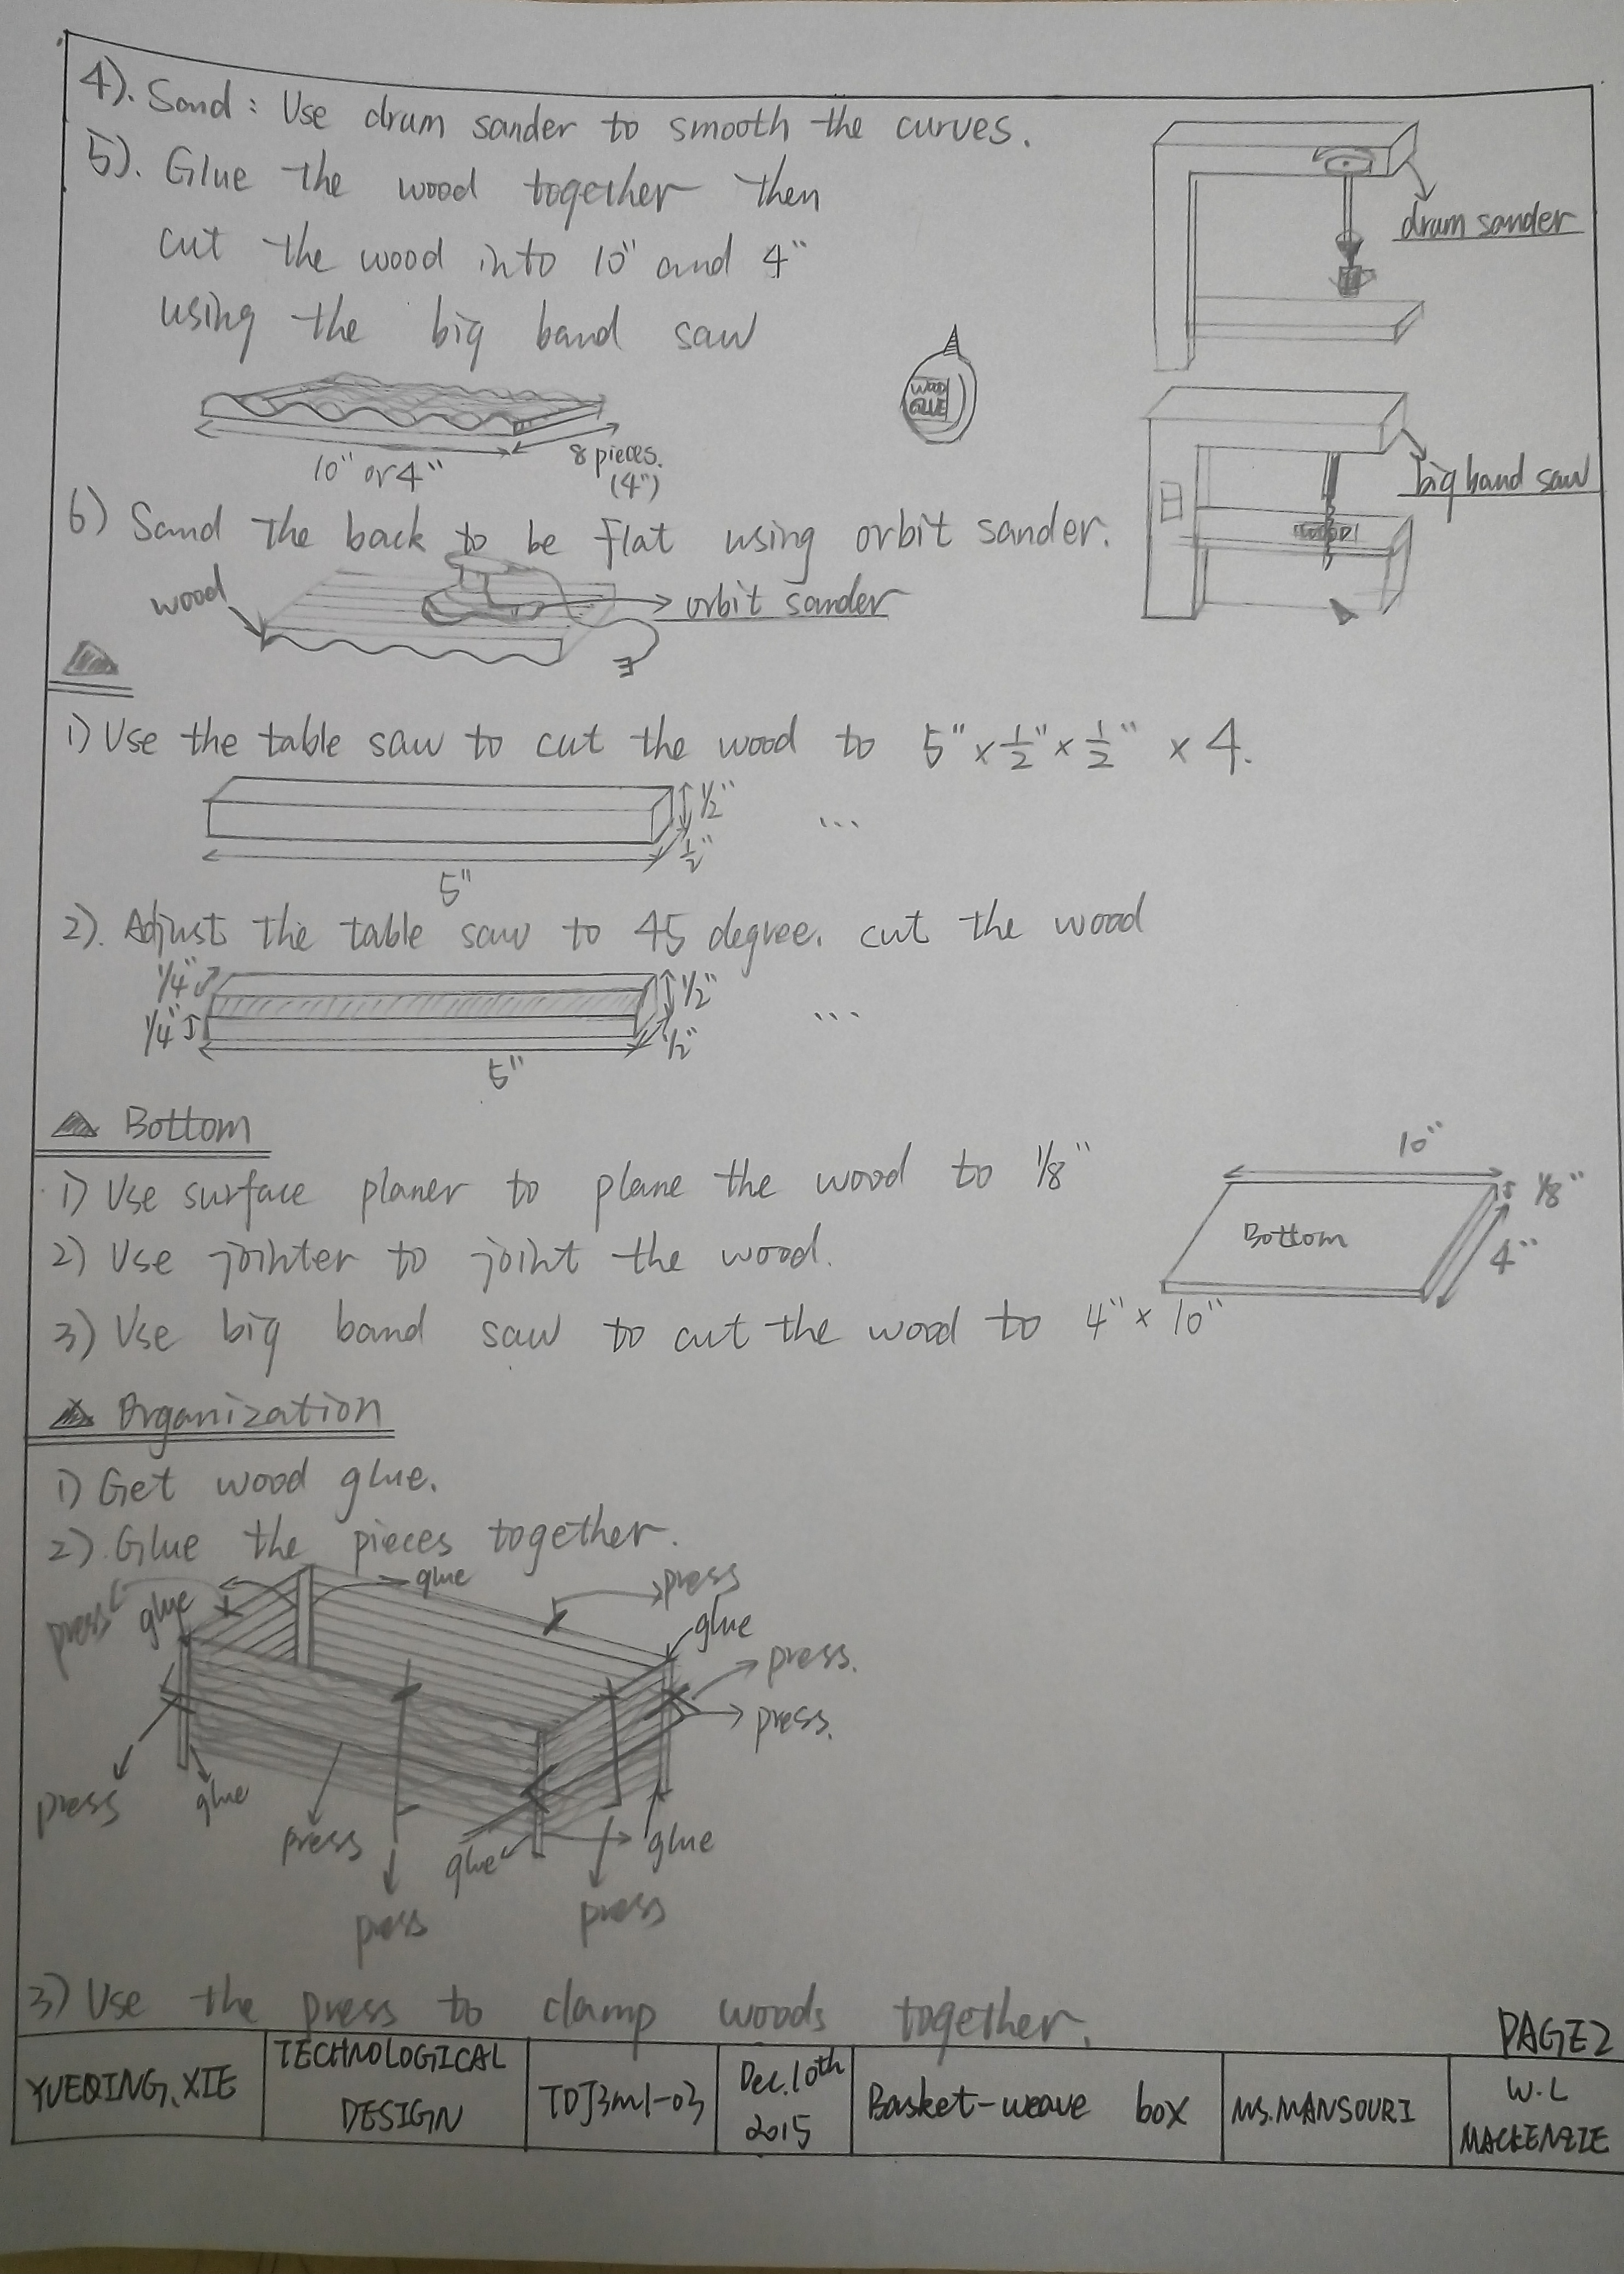 4). Sand: Use drum sander to smooth the curves.
5). Glue the wood together then
cut the wood into 10" and 4"
using the big band saw
drum sander
WOOD
GLUE
10" or 4"
8 pieces.
(4")
big band saw
WOOD
6) Sand the back to be flat using orbit sander.
wood
orbit sander
1) Use the table saw to cut the wood to 5" x 1/2" x 1/2" x 4.
1/2"
1/2"
...
5"
2). Adjust the table saw to 45 degree. cut the wood
1/4"
1/4"
1/2"
1/2"
...
5"
Bottom
1) Use surface planer to plane the wood to 1/8"
2) Use jointer to joint the wood.
3) Use big band saw to cut the wood to 4" x 10"
10"
1/8"
Bottom
4"
Organization
1) Get wood glue.
2). Glue the pieces together.
press
glue
glue
press
glue
press.
press.
press
glue
press
glue
glue
press
press
3) Use the press to clamp woods together.
PAGE2
YUEQING.XIE
TECHNOLOGICAL
DESIGN
TDJ3M1-03
Dec.10th
2015
Basket-weave box
MS.MANSOURI
W.L
MACKENZIE